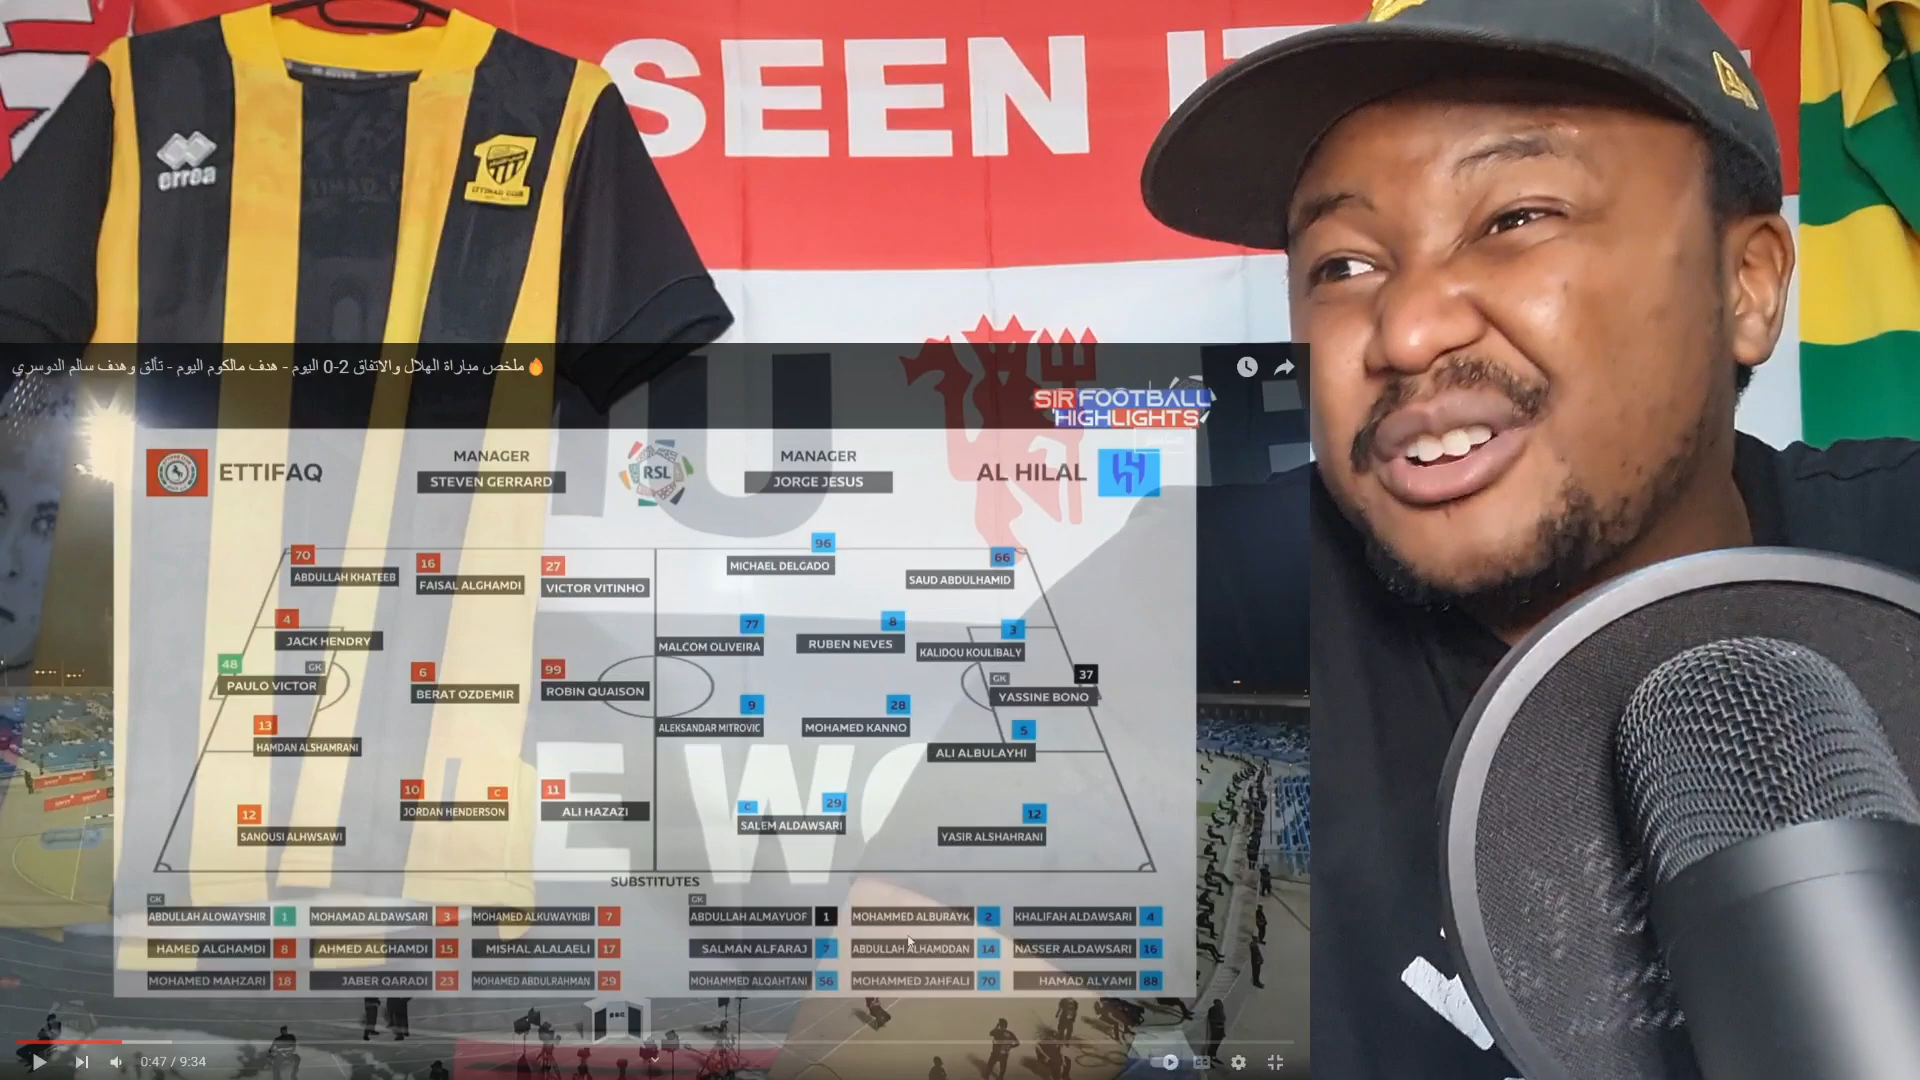 SEEN IT
errea
ITTIHAD CLUB
ملخص مباراة الهلال والاتفاق 2-0 اليوم - هدف مالكوم اليوم - تألق وهدف سالم الدوسري
SIR FOOTBALL
HIGHLIGHTS
ETTIFAQ
MANAGER
STEVEN GERRARD
RSL
MANAGER
JORGE JESUS
AL HILAL
70
ABDULLAH KHATEEB
16
FAISAL ALGHAMDI
27
VICTOR VITINHO
96
MICHAEL DELGADO
66
SAUD ABDULHAMID
4
JACK HENDRY
77
MALCOM OLIVEIRA
8
RUBEN NEVES
3
KALIDOU KOULIBALY
48
GK
PAULO VICTOR
6
BERAT OZDEMIR
99
ROBIN QUAISON
37
GK
YASSINE BONO
13
HAMDAN ALSHAMRANI
9
ALEKSANDAR MITROVIC
28
MOHAMED KANNO
5
ALI ALBULAYHI
12
SANOUSI ALHWSAWI
10
C
JORDAN HENDERSON
11
ALI HAZAZI
C
29
SALEM ALDAWSARI
12
YASIR ALSHAHRANI
SUBSTITUTES
GK
ABDULLAH ALOWAYSHIR 1
MOHAMAD ALDAWSARI 3
MOHAMED ALKUWAYKIBI 7
GK
ABDULLAH ALMAYUOF 1
MOHAMMED ALBURAYK 2
KHALIFAH ALDAWSARI 4
HAMED ALGHAMDI 8
AHMED ALGHAMDI 15
MISHAL ALALAELI 17
SALMAN ALFARAJ 7
ABDULLAH ALHAMDDAN 14
NASSER ALDAWSARI 16
MOHAMED MAHZARI 18
JABER QARADI 23
MOHAMED ABDULRAHMAN 29
MOHAMMED ALQAHTANI 56
MOHAMMED JAHFALI 70
HAMAD ALYAMI 88
0:47 / 9:34